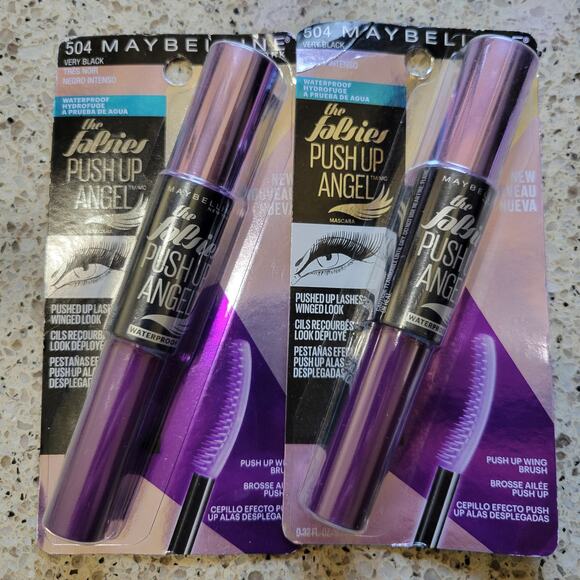 504 MAYBELLINE
VERY BLACK
TRÈS NOIR
NEGRO INTENSO
WATERPROOF
HYDROFUGE
A PRUEBA DE AGUA
the falsies
PUSH UP
ANGEL
MASCARA
PUSHED UP LASHES
WINGED LOOK
CILS RECOURBÉS
LOOK DÉPLOYÉ
PESTAÑAS
PUSH UP ALAS
DESPLEGADAS
MAYBELLINE
the falsies
PUSH UP
ANGEL
WATERPROOF
NEW
PUSH UP WING
BRUSH
BROSSE AILÉE
PUSH UP
CEPILLO EFECTO PUSH
UP ALAS DESPLEGADAS
504 MAYBELLINE
VERY BLACK
INTENSO
WATERPROOF
HYDROFUGE
A PRUEBA DE AGUA
the falsies
PUSH UP
ANGEL TM/MC
MASCARA
PUSHED UP LASHES
WINGED LOOK
CILS RECOURBÉS
LOOK DÉPLOYÉ
PESTAÑAS
PUSH UP ALAS
DESPLEGADAS
MAYBELLINE
the falsies
PUSH UP
ANGEL
WATERPROOF
NEW
NUEVA
PUSH UP WING
BRUSH
BROSSE AILÉE
PUSH UP
CEPILLO EFECTO PUSH
UP ALAS DESPLEGADAS